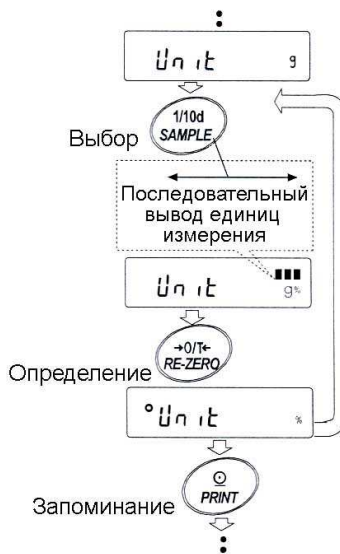 Unit g
1/10d
SAMPLE
Выбор
Последовательный
вывод единиц
измерения
Unit g%
→0/T←
RE-ZERO
Определение
°Unit %
PRINT
Запоминание